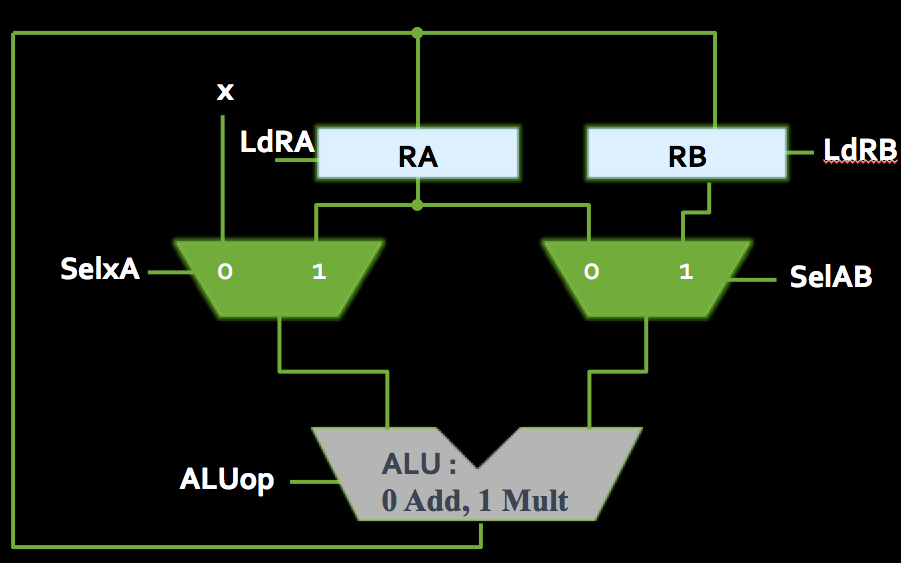 x
LdRA
RA
RB
LdRB
SelxA
0
1
0
1
SelAB
ALUop
ALU :
0 Add, 1 Mult